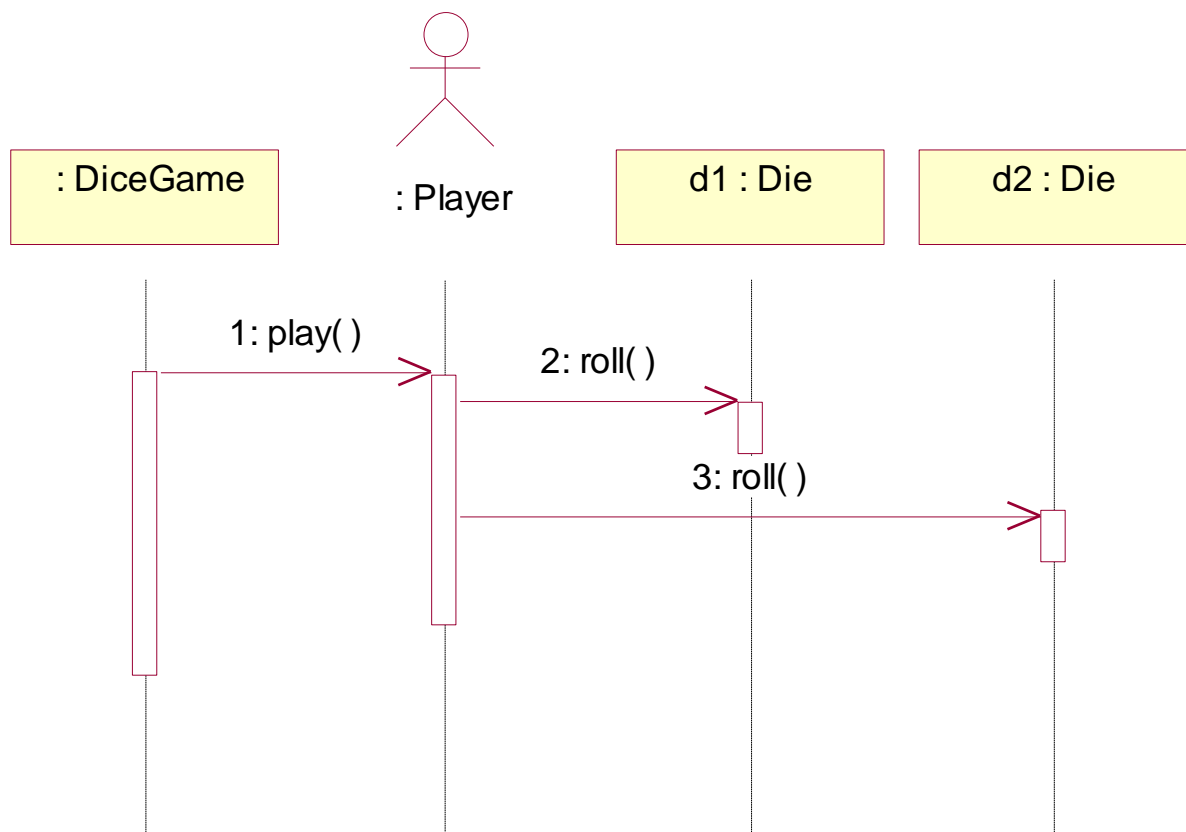 : DiceGame
: Player
d1 : Die
d2 : Die
1: play( )
2: roll( )
3: roll( )